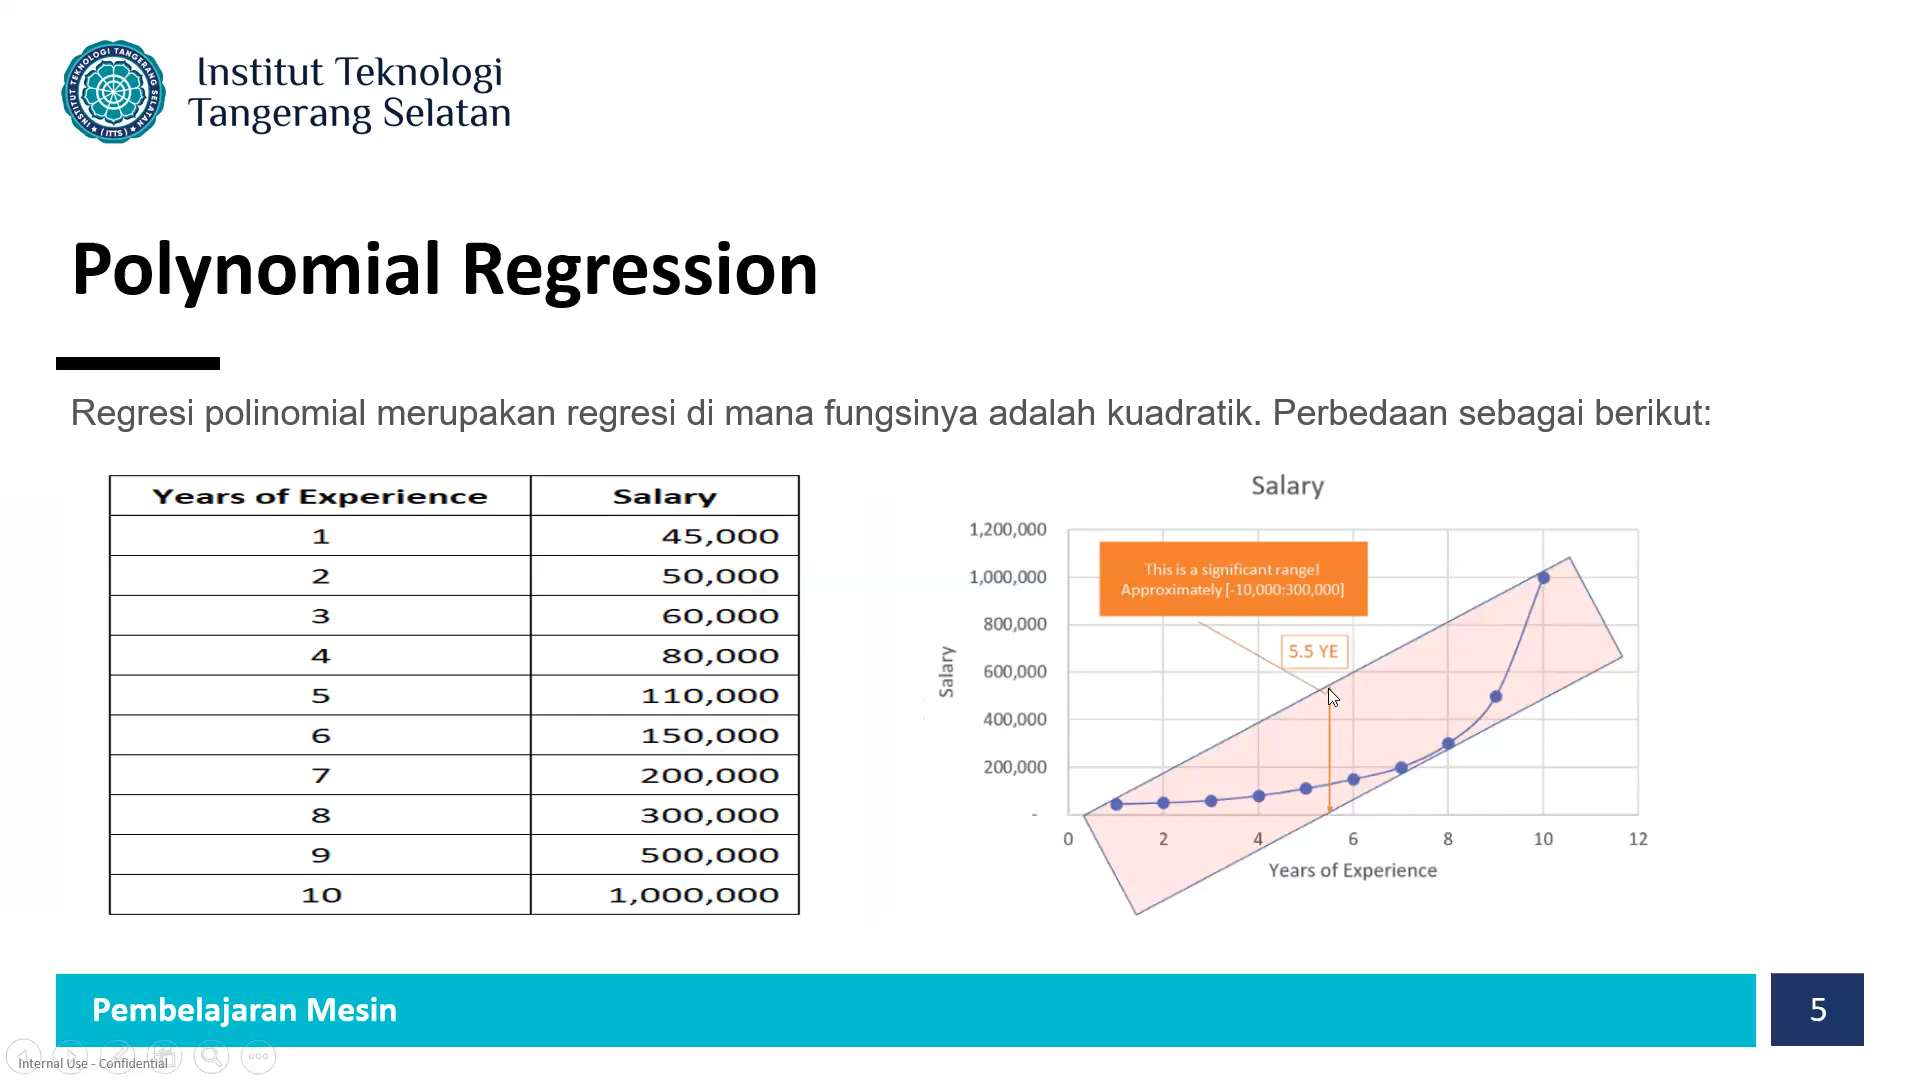 INSTITUT TEKNOLOGI TANGERANG SELATAN
(ITTS)
Institut Teknologi
Tangerang Selatan
Polynomial Regression
Regresi polinomial merupakan regresi di mana fungsinya adalah kuadratik. Perbedaan sebagai berikut:
Years of Experience Salary
1 45,000
2 50,000
3 60,000
4 80,000
5 110,000
6 150,000
7 200,000
8 300,000
9 500,000
10 1,000,000
Salary
1,200,000
1,000,000
800,000
600,000
400,000
200,000
-
Salary
This is a significant range!
Approximately [-10,000:300,000]
5.5 YE
0 2 4 6 8 10 12
Years of Experience
Pembelajaran Mesin
5
Internal Use - Confidential